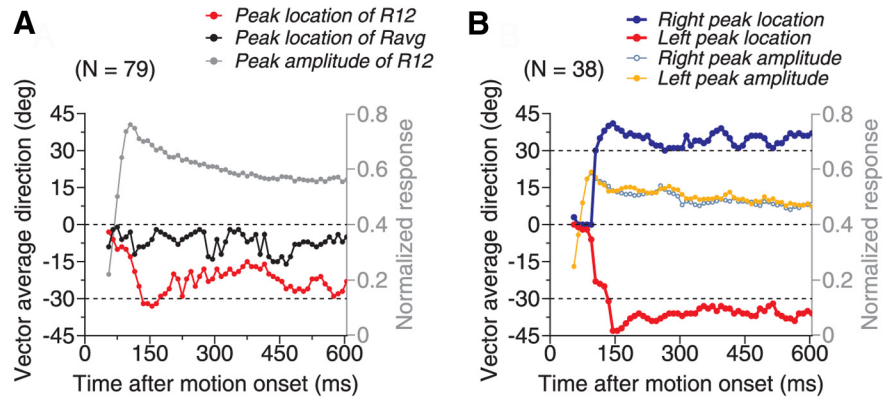 A
Peak location of R12
Peak location of Ravg
Peak amplitude of R12
(N = 79)
Vector average direction (deg)
45
30
15
0
-15
-30
-45
0.8
0.6
0.4
0.2
0
Normalized response
0
150
300
450
600
Time after motion onset (ms)
B
Right peak location
Left peak location
Right peak amplitude
Left peak amplitude
(N = 38)
Vector average direction (deg)
45
30
15
0
-15
-30
-45
0.8
0.6
0.4
0.2
0
Normalized response
0
150
300
450
600
Time after motion onset (ms)